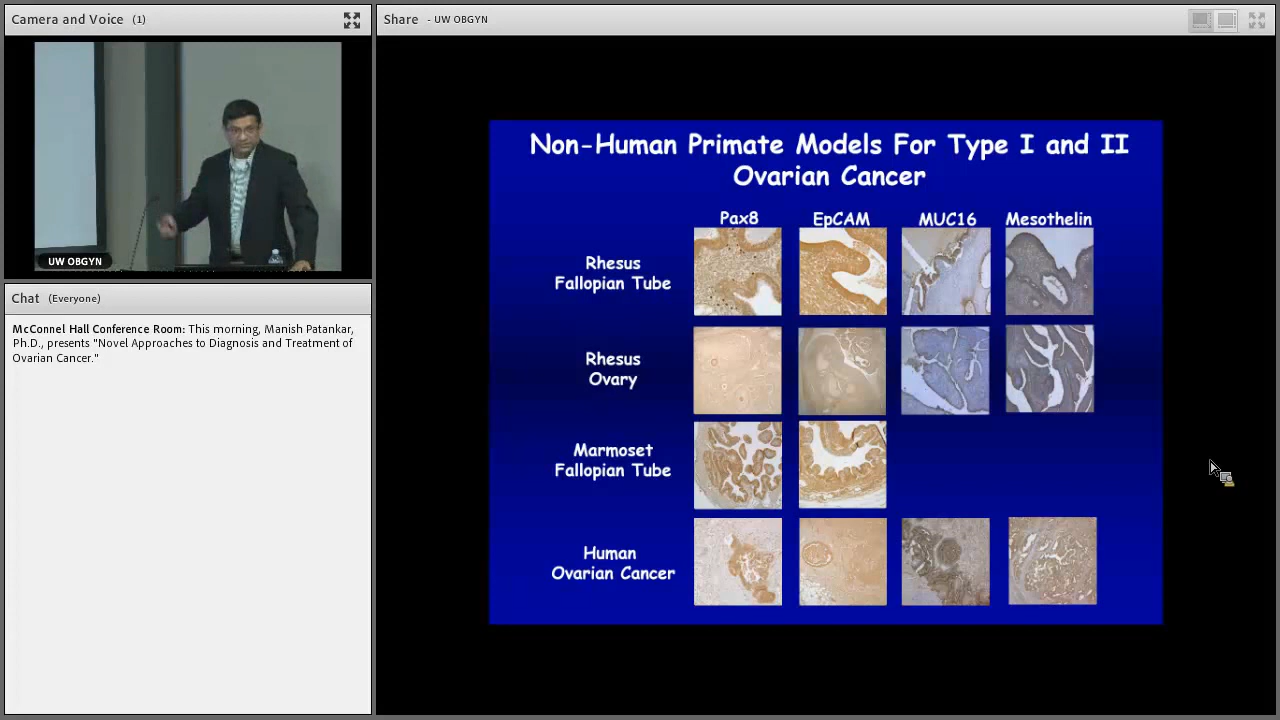 Camera and Voice (1)
Share - UW OBGYN
UW OBGYN
Chat (Everyone)
McConnel Hall Conference Room: This morning, Manish Patankar,
Ph.D., presents "Novel Approaches to Diagnosis and Treatment of
Ovarian Cancer."
Non-Human Primate Models For Type I and II
Ovarian Cancer
Pax8 EpCAM MUC16 Mesothelin
Rhesus
Fallopian Tube
Rhesus
Ovary
Marmoset
Fallopian Tube
Human
Ovarian Cancer